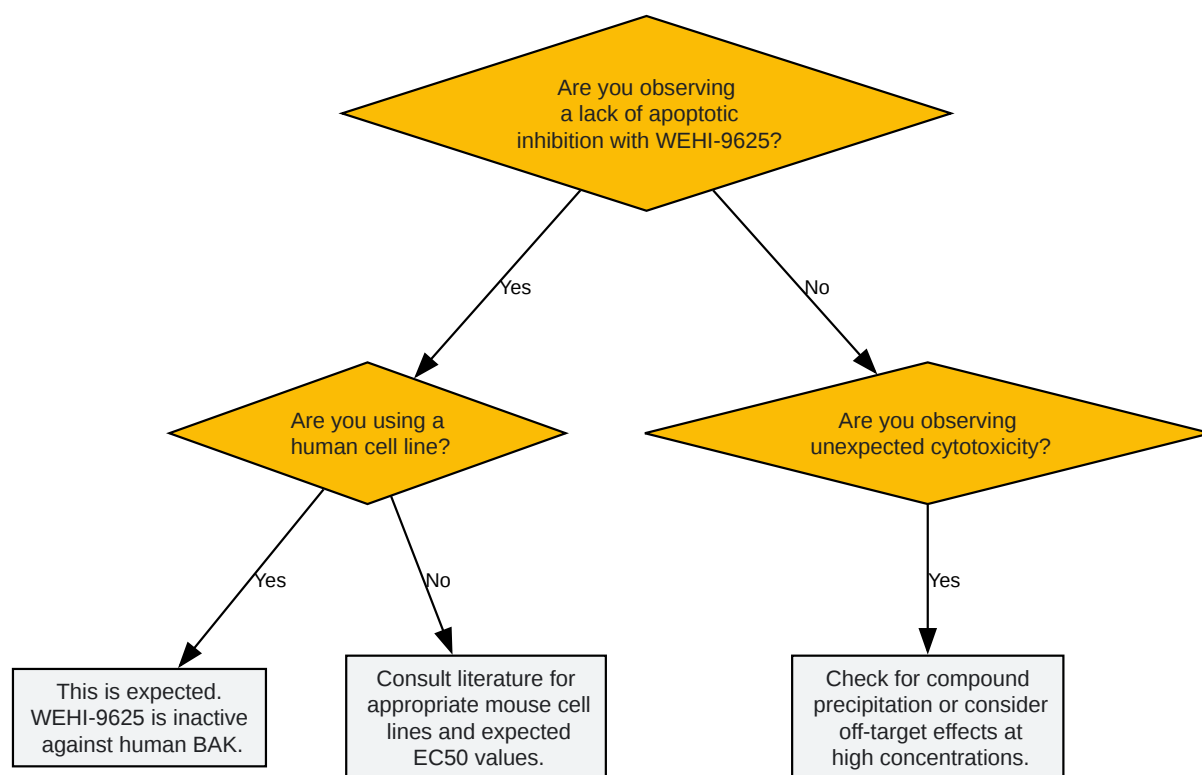 Are you observing
a lack of apoptotic
inhibition with WEHI-9625?
Yes
No
Are you using a
human cell line?
Are you observing
unexpected cytotoxicity?
Yes
No
Yes
This is expected.
WEHI-9625 is inactive
against human BAK.
Consult literature for
appropriate mouse cell
lines and expected
EC50 values.
Check for compound
precipitation or consider
off-target effects at
high concentrations.